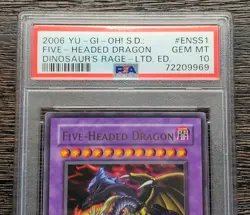 2006 YU-GI-OH! S.D.: #ENSS1
FIVE-HEADED DRAGON GEM MT
DINOSAUR'S RAGE-LTD. ED. 10
PSA 72209969
FIVE-HEADED DRAGON